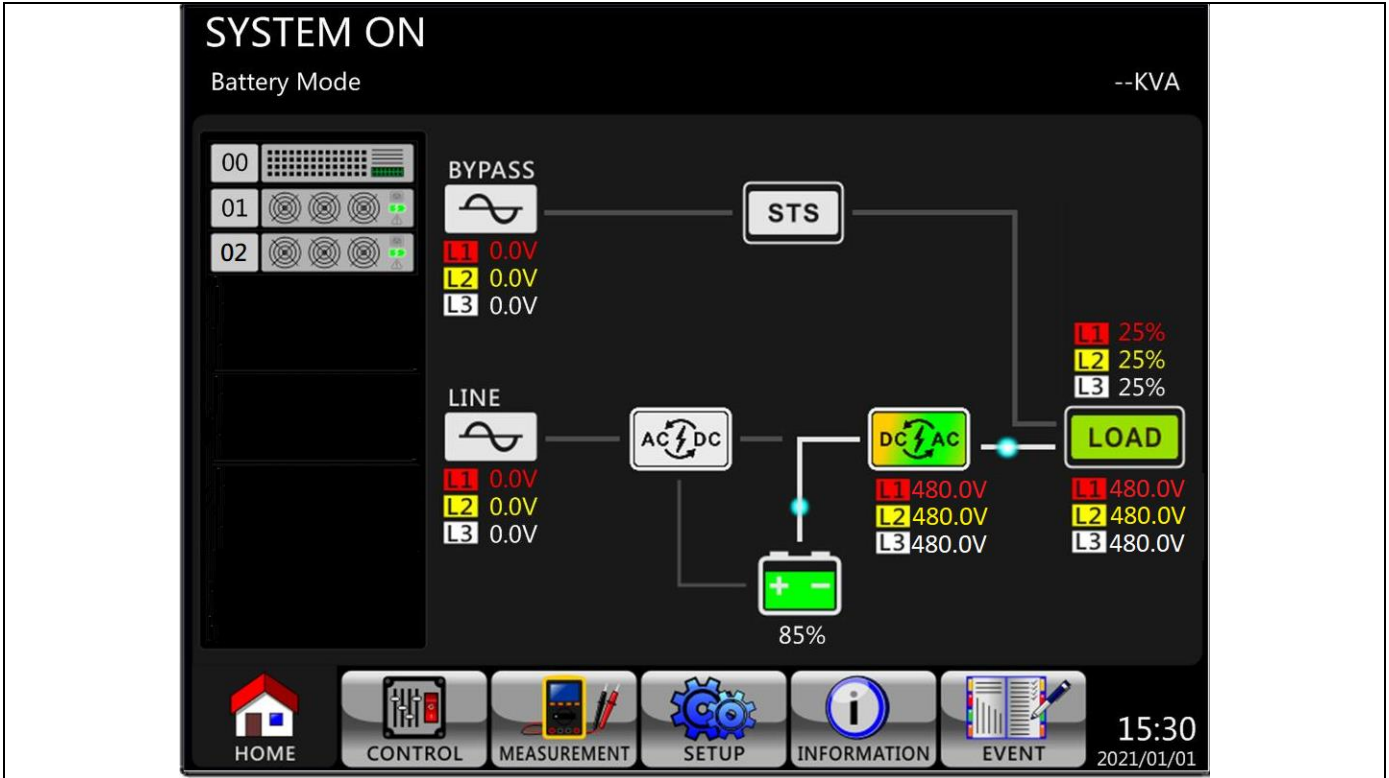 SYSTEM ON
Battery Mode
--KVA
00
01
02
BYPASS
L1 0.0V
L2 0.0V
L3 0.0V
STS
L1 25%
L2 25%
L3 25%
LINE
L1 0.0V
L2 0.0V
L3 0.0V
AC DC
DC AC
LOAD
L1 480.0V
L2 480.0V
L3 480.0V
L1 480.0V
L2 480.0V
L3 480.0V
+ -
85%
HOME
CONTROL
MEASUREMENT
SETUP
INFORMATION
EVENT
15:30
2021/01/01